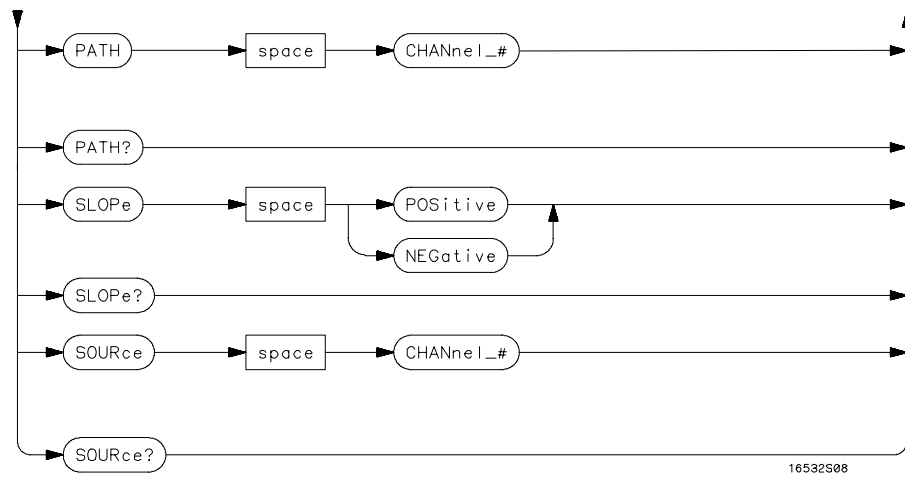 PATH space CHANnel_#
PATH?
SLOPe space POSitive
NEGative
SLOPe?
SOURce space CHANnel_#
SOURce?
16532S08